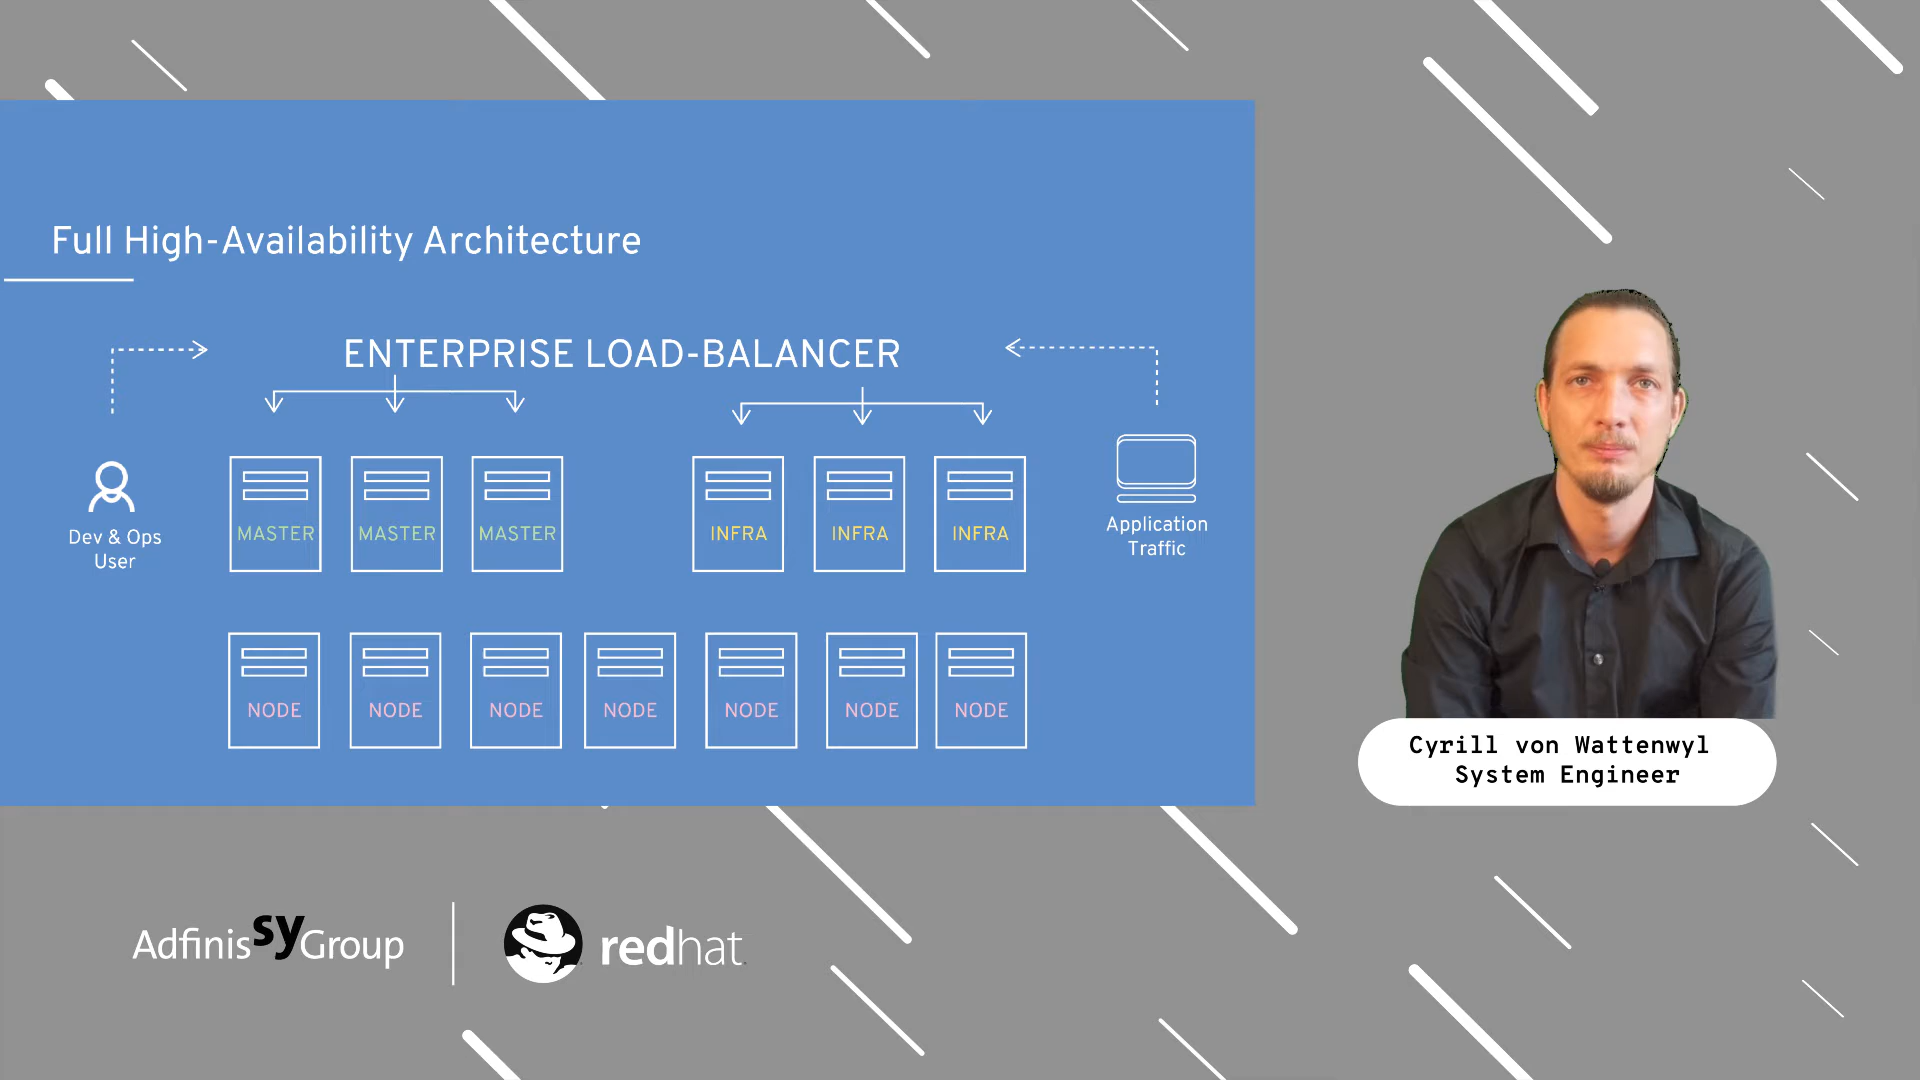 Full High-Availability Architecture
ENTERPRISE LOAD-BALANCER
Dev & Ops
User
MASTER MASTER MASTER INFRA INFRA INFRA
Application
Traffic
NODE NODE NODE NODE NODE NODE NODE
Cyrill von Wattenwyl
System Engineer
AdfinissyGroup
redhat.